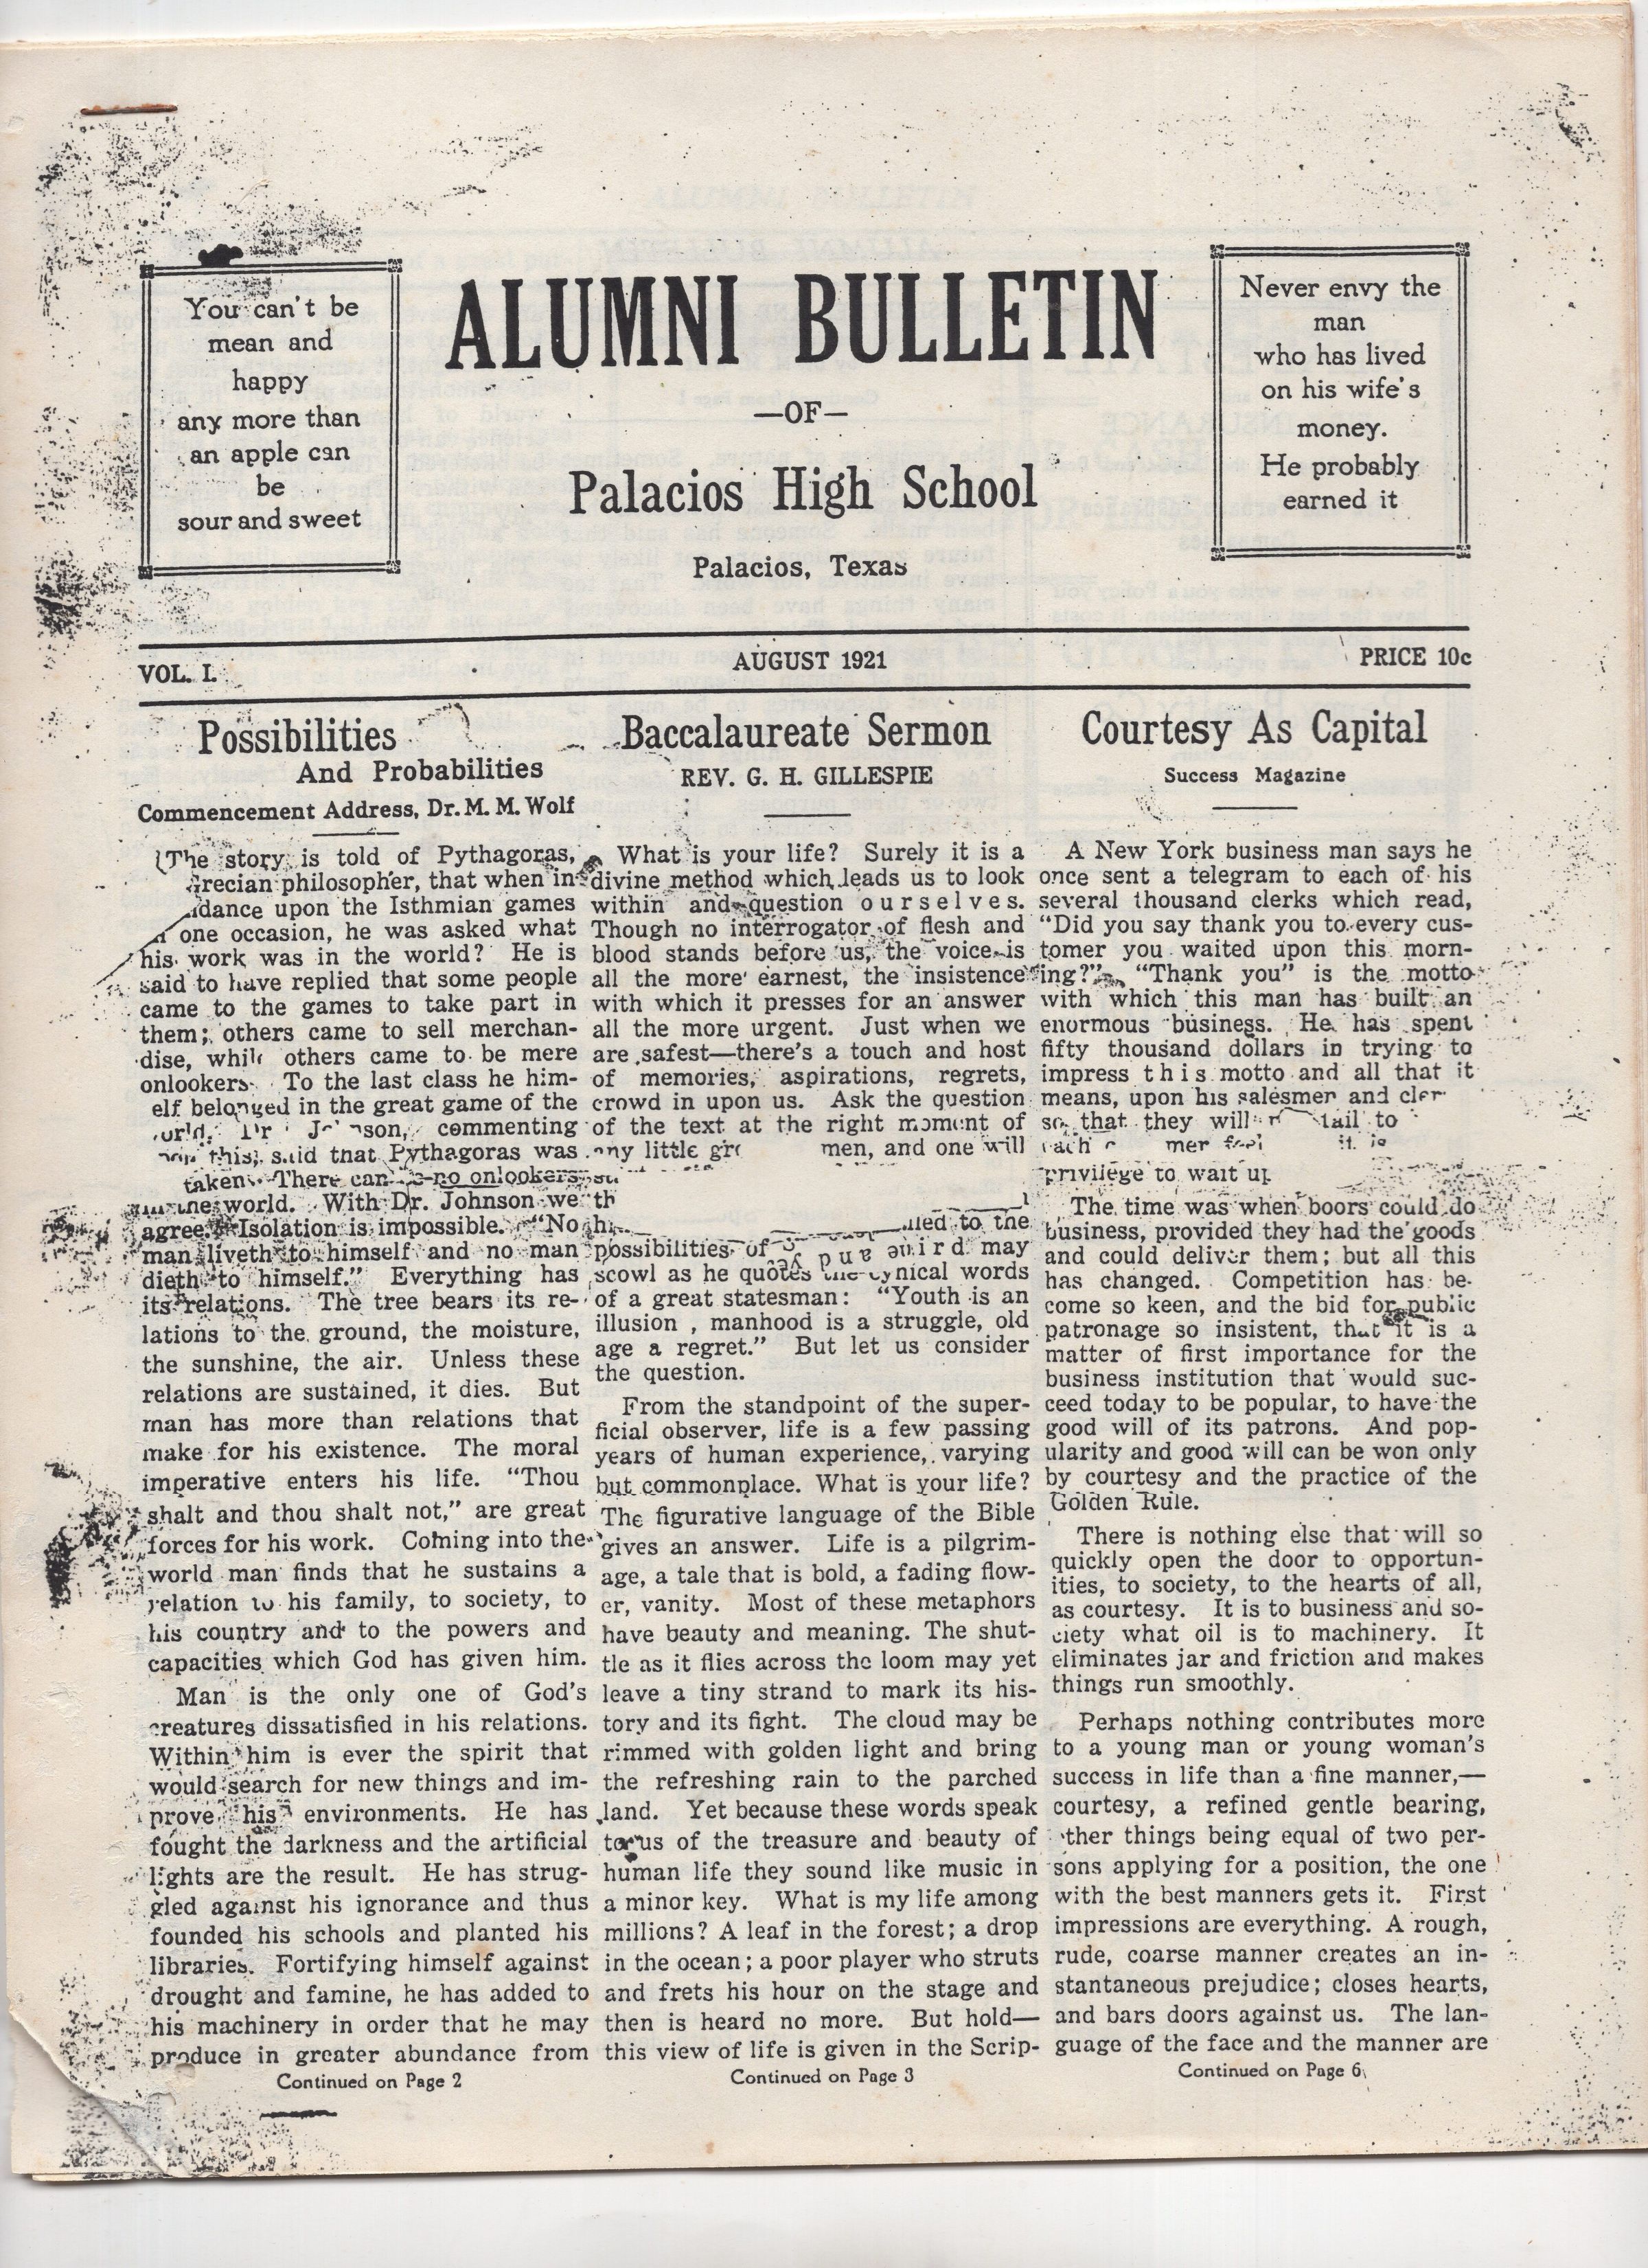 You can't be
mean and
happy
any more than
an apple can
be
sour and sweet
ALUMNI BULLETIN
—OF—
Palacios High School
Palacios, Texas
Never envy the
man
who has lived
on his wife's
money.
He probably
earned it
VOL. I.
AUGUST 1921
PRICE 10c
Possibilities
And Probabilities
Commencement Address, Dr. M. M. Wolf
The story is told of Pythagoras,
Grecian philosopher, that when in
upon the Isthmian games
one occasion, he was asked what
his work was in the world? He is
said to have replied that some people
came to the games to take part in
them; others came to sell merchan-
dise, while others came to be mere
onlookers. To the last class he him-
elf belonged in the great game of the
commenting
this, said that Pythagoras was
taken. There can no onlookers
the world. With Dr. Johnson we
agree. Isolation is impossible. "No
man liveth to himself and no man
dieth to himself." Everything has
its relations. The tree bears its re-
lations to the ground, the moisture,
the sunshine, the air. Unless these
relations are sustained, it dies. But
man has more than relations that
make for his existence. The moral
imperative enters his life. "Thou
shalt and thou shalt not," are great
forces for his work. Coming into the
world man finds that he sustains a
relation to his family, to society, to
his country and to the powers and
capacities which God has given him.
Man is the only one of God's
creatures dissatisfied in his relations.
Within him is ever the spirit that
would search for new things and im-
prove his environments. He has
fought the darkness and the artificial
lights are the result. He has strug-
gled against his ignorance and thus
founded his schools and planted his
libraries. Fortifying himself against
drought and famine, he has added to
his machinery in order that he may
produce in greater abundance from
Continued on Page 2
Baccalaureate Sermon
REV. G. H. GILLESPIE
What is your life? Surely it is a
divine method which leads us to look
within and question ourselves.
Though no interrogator of flesh and
blood stands before us, the voice is
all the more earnest, the insistence
with which it presses for an answer
all the more urgent. Just when we
are safest—there's a touch and host
of memories, aspirations, regrets,
crowd in upon us. Ask the question
of the text at the right moment of
any little men, and one will
to the
possibilities of may
scowl as he quotes the cynical words
of a great statesman: "Youth is an
illusion , manhood is a struggle, old
age a regret." But let us consider
the question.
From the standpoint of the super-
ficial observer, life is a few passing
years of human experience, varying
but commonplace. What is your life?
The figurative language of the Bible
gives an answer. Life is a pilgrim-
age, a tale that is bold, a fading flow-
er, vanity. Most of these metaphors
have beauty and meaning. The shut-
tle as it flies across the loom may yet
leave a tiny strand to mark its his-
tory and its fight. The cloud may be
rimmed with golden light and bring
the refreshing rain to the parched
land. Yet because these words speak
to us of the treasure and beauty of
human life they sound like music in
a minor key. What is my life among
millions? A leaf in the forest; a drop
in the ocean; a poor player who struts
and frets his hour on the stage and
then is heard no more. But hold—
this view of life is given in the Scrip-
Continued on Page 3
Courtesy As Capital
Success Magazine
A New York business man says he
once sent a telegram to each of his
several thousand clerks which read,
"Did you say thank you to every cus-
tomer you waited upon this morn-
ing?" "Thank you" is the motto
with which this man has built an
enormous business. He has spent
fifty thousand dollars in trying to
impress this motto and all that it
means, upon his salesmen and
so that they will to
privilege to wait up
The time was when boors could do
business, provided they had the goods
and could deliver them; but all this
has changed. Competition has be-
come so keen, and the bid for public
patronage so insistent, that it is a
matter of first importance for the
business institution that would suc-
ceed today to be popular, to have the
good will of its patrons. And pop-
ularity and good will can be won only
by courtesy and the practice of the
Golden Rule.
There is nothing else that will so
quickly open the door to opportun-
ities, to society, to the hearts of all,
as courtesy. It is to business and so-
ciety what oil is to machinery. It
eliminates jar and friction and makes
things run smoothly.
Perhaps nothing contributes more
to a young man or young woman's
success in life than a fine manner,—
courtesy, a refined gentle bearing,
ther things being equal of two per-
sons applying for a position, the one
with the best manners gets it. First
impressions are everything. A rough,
rude, coarse manner creates an in-
stantaneous prejudice; closes hearts,
and bars doors against us. The lan-
guage of the face and the manner are
Continued on Page 6